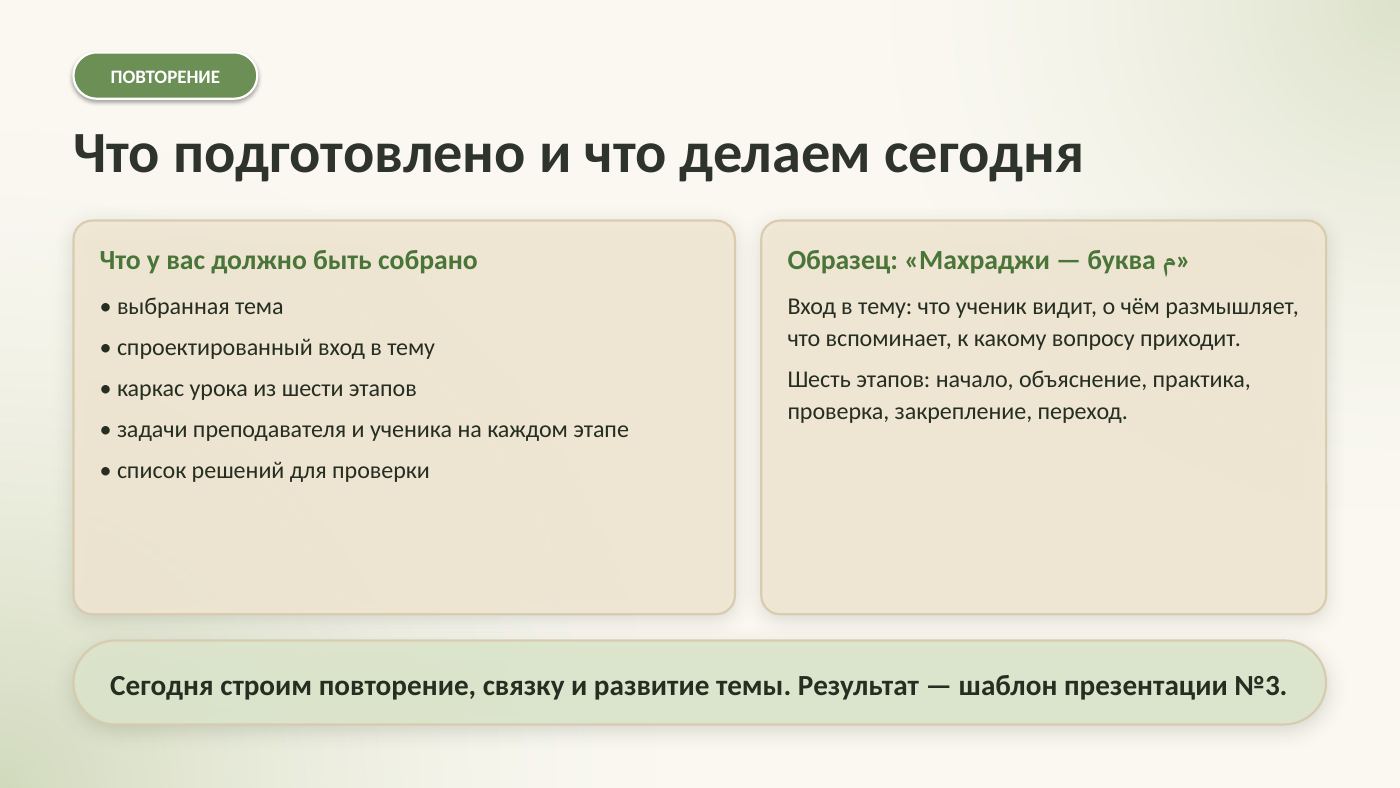 ПОВТОРЕНИЕ
Что подготовлено и что делаем сегодня
Что у вас должно быть собрано
• выбранная тема
• спроектированный вход в тему
• каркас урока из шести этапов
• задачи преподавателя и ученика на каждом этапе
• список решений для проверки
Образец: «Махраджи — буква م»
Вход в тему: что ученик видит, о чём размышляет,
что вспоминает, к какому вопросу приходит.
Шесть этапов: начало, объяснение, практика,
проверка, закрепление, переход.
Сегодня строим повторение, связку и развитие темы. Результат — шаблон презентации №3.